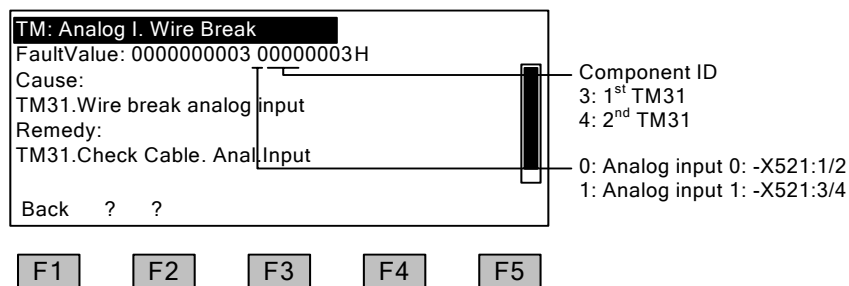 TM: Analog I. Wire Break
FaultValue: 0000000003 00000003H
Cause:
TM31.Wire break analog input
Remedy:
TM31.Check Cable. Anal.Input
Back ? ?
Component ID
3: 1st TM31
4: 2nd TM31
0: Analog input 0: -X521:1/2
1: Analog input 1: -X521:3/4
F1 F2 F3 F4 F5